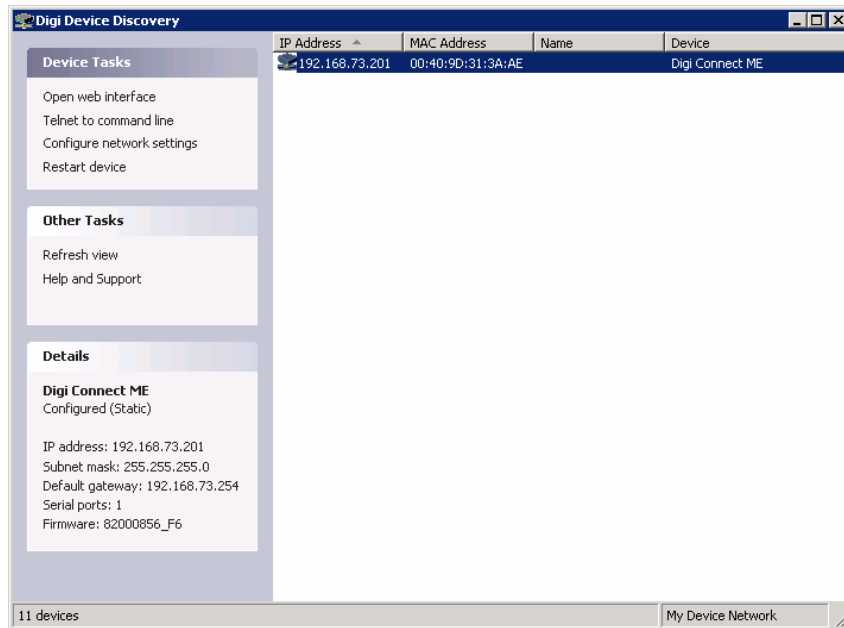 Digi Device Discovery
IP Address MAC Address Name Device
192.168.73.201 00:40:9D:31:3A:AE Digi Connect ME
Device Tasks
Open web interface
Telnet to command line
Configure network settings
Restart device
Other Tasks
Refresh view
Help and Support
Details
Digi Connect ME
Configured (Static)
IP address: 192.168.73.201
Subnet mask: 255.255.255.0
Default gateway: 192.168.73.254
Serial ports: 1
Firmware: 82000856_F6
11 devices My Device Network